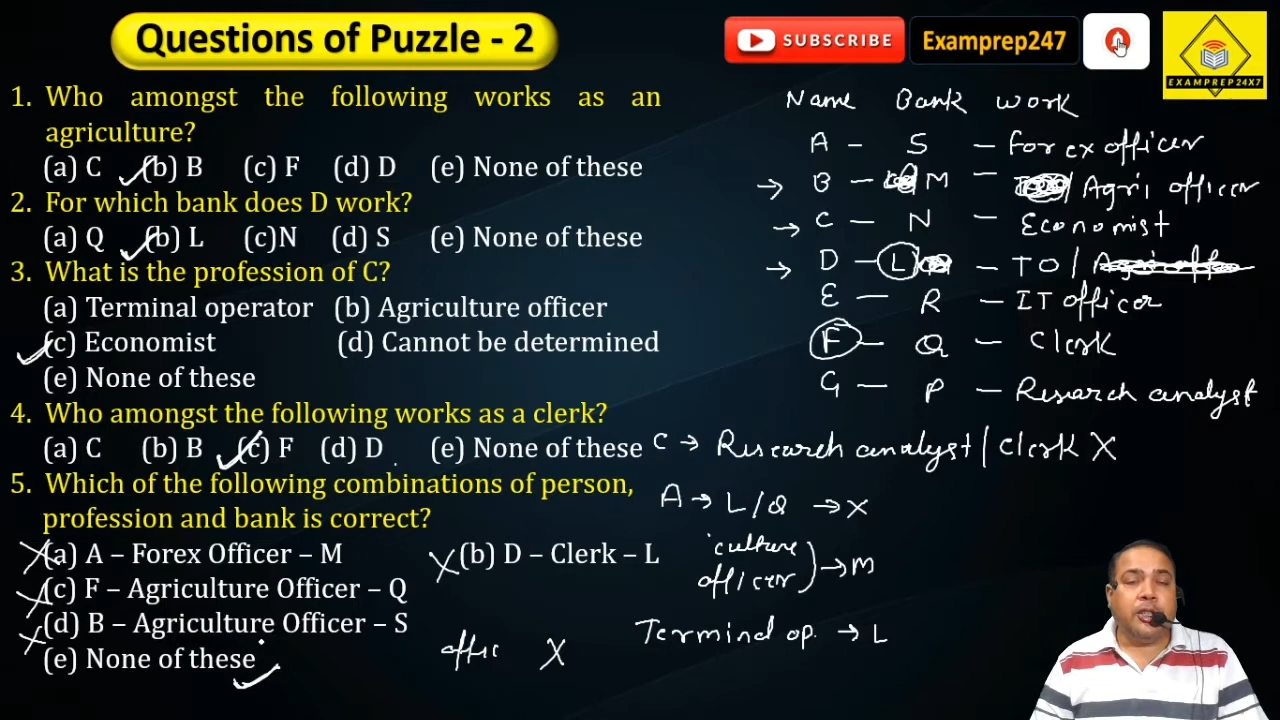 Questions of Puzzle - 2
SUBSCRIBE
Examprep247
EXAMPREP24X7
1. Who amongst the following works as an
agriculture?
(a) C (b) B (c) F (d) D (e) None of these
2. For which bank does D work?
(a) Q (b) L (c)N (d) S (e) None of these
3. What is the profession of C?
(a) Terminal operator (b) Agriculture officer
(c) Economist (d) Cannot be determined
(e) None of these
4. Who amongst the following works as a clerk?
(a) C (b) B (c) F (d) D (e) None of these
5. Which of the following combinations of person,
profession and bank is correct?
(a) A – Forex Officer – M (b) D – Clerk – L
(c) F – Agriculture Officer – Q
(d) B – Agriculture Officer – S
(e) None of these
Name Bank work
A - S - Forex officer
→ B - M - / Agri officer
→ C - N - Economist
→ D - L - TO /
E - R - IT officer
F - Q - Clerk
G - P - Research analyst
C → Research analyst / Clerk X
A → L / Q → X
culture
officer → M
Terminal op. → L
offic X